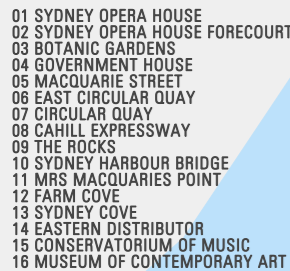 01 SYDNEY OPERA HOUSE
02 SYDNEY OPERA HOUSE FORECOURT
03 BOTANIC GARDENS
04 GOVERNMENT HOUSE
05 MACQUARIE STREET
06 EAST CIRCULAR QUAY
07 CIRCULAR QUAY
08 CAHILL EXPRESSWAY
09 THE ROCKS
10 SYDNEY HARBOUR BRIDGE
11 MRS MACQUARIES POINT
12 FARM COVE
13 SYDNEY COVE
14 EASTERN DISTRIBUTOR
15 CONSERVATORIUM OF MUSIC
16 MUSEUM OF CONTEMPORARY ART